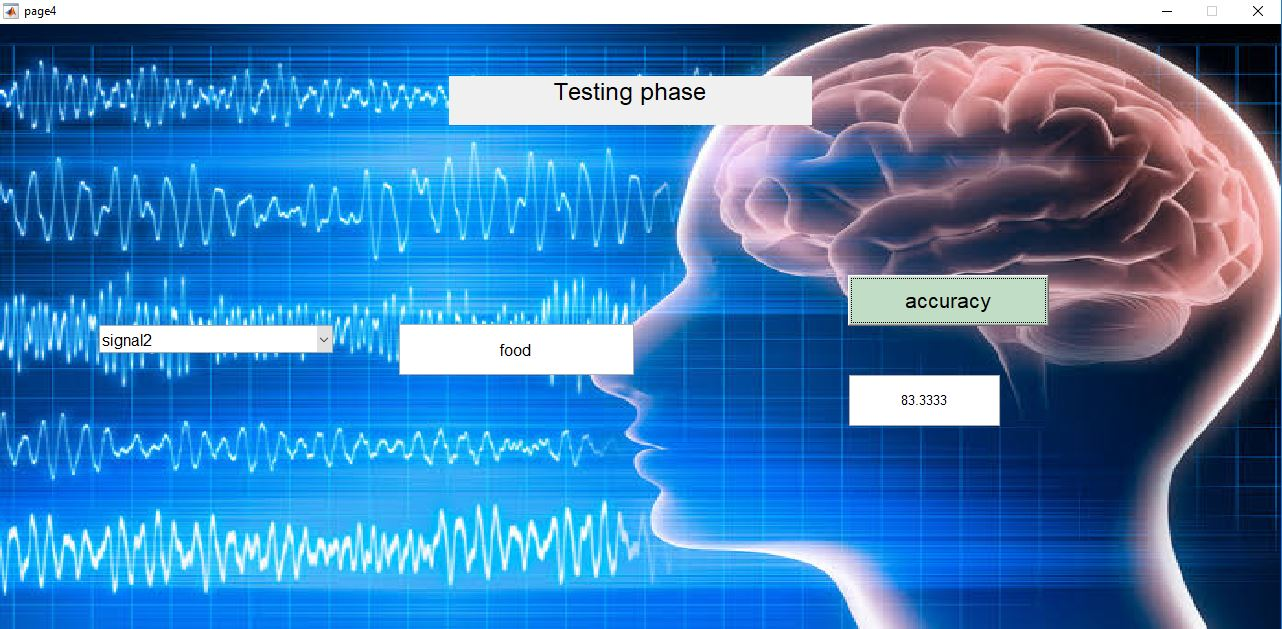 page4
Testing phase
accuracy
signal2
food
83.3333